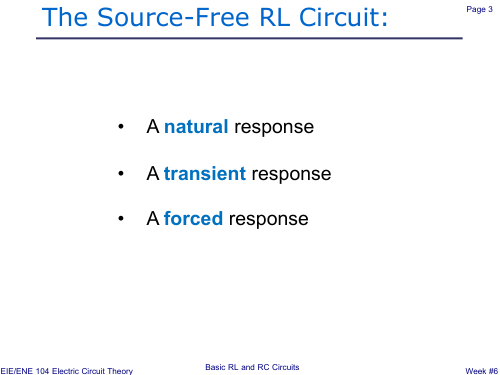 The Source-Free RL Circuit:
Page 3
• A natural response
• A transient response
• A forced response
EIE/ENE 104 Electric Circuit Theory
Basic RL and RC Circuits
Week #6